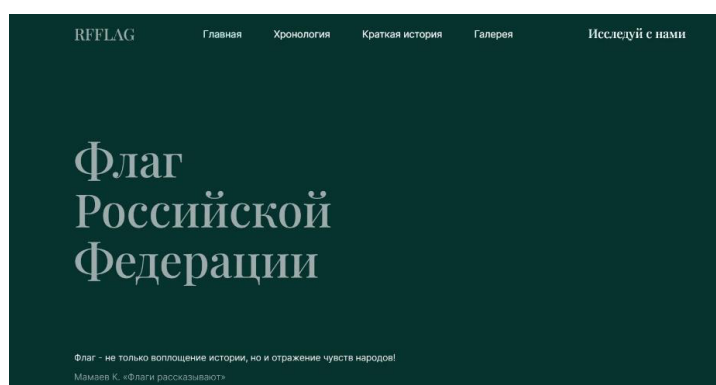 RFFLAG Главная Хронология Краткая история Галерея Исследуй с нами
Флаг
Российской
Федерации
Флаг - не только воплощение истории, но и отражение чувств народов!
Мамаев К. «Флаги рассказывают»